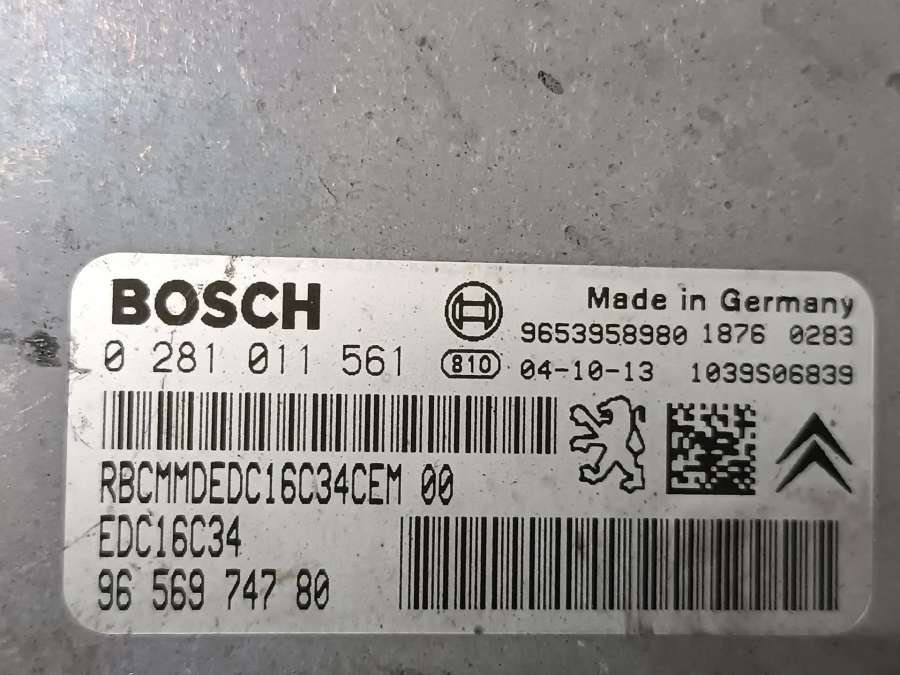 BOSCH
Made in Germany
9653958980 1876 0283
0 281 011 561
810
04-10-13 1039S06839
RBCMMDEDC16C34CEM 00
EDC16C34
96 569 747 80